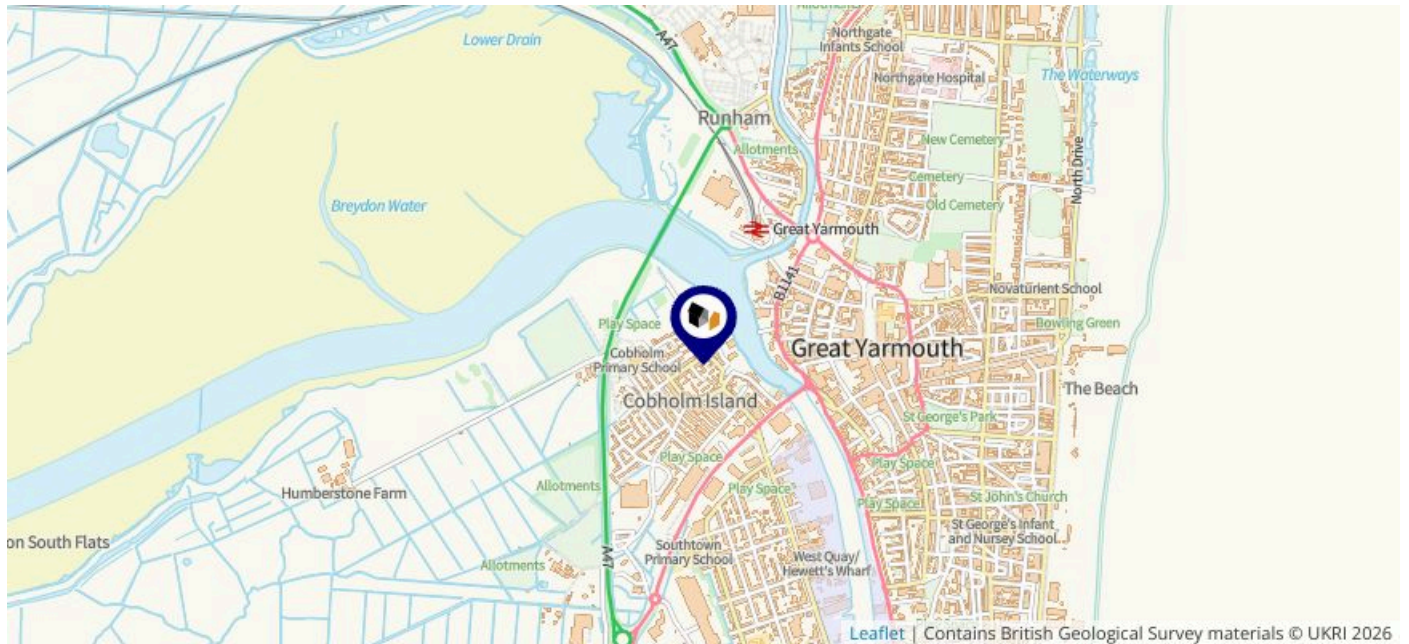 Allotments
Lower Drain
A47
Northgate
Infants School
Northgate Hospital
The Waterways
Runham
Allotments
New Cemetery
Cemetery
North Drive
Old Cemetery
Breydon Water
Great Yarmouth
B1141
Novaturient School
Play Space
Bowling Green
Cobholm
Primary School
Great Yarmouth
The Beach
Cobholm Island
St George's Park
Play Space
Play Space
Allotments
Humberstone Farm
Play Space
Play Space
St John's Church
on South Flats
A47
Southtown
Primary School
St George's Infant
and Nursey School
West Quay/
Hewett's Wharf
Allotments
Leaflet | Contains British Geological Survey materials © UKRI 2026